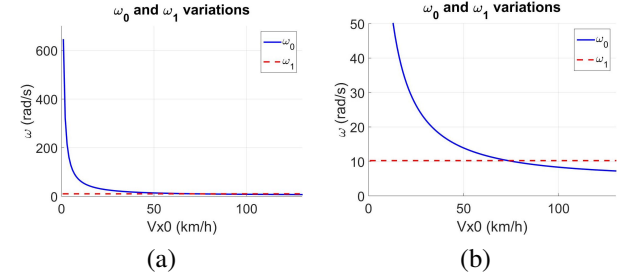 ω0 and ω1 variations
600
400
200
0
ω (rad/s)
ω0
ω1
0
50
100
Vx0 (km/h)
(a)
ω0 and ω1 variations
50
40
30
20
10
0
ω (rad/s)
ω0
ω1
0
50
100
Vx0 (km/h)
(b)